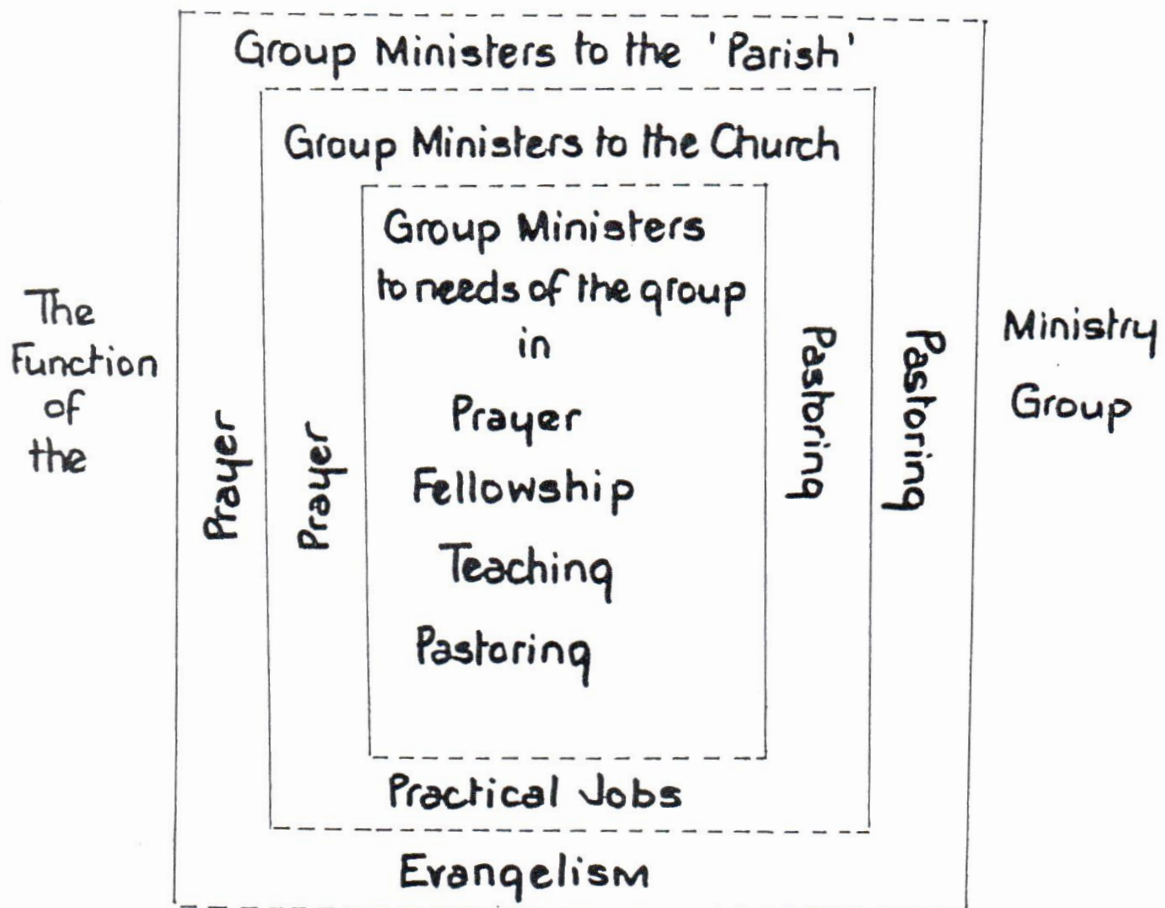 Group Ministers to the 'Parish'
Group Ministers to the Church
Group Ministers
to needs of the group
in
Prayer
Fellowship
Teaching
Pastoring
The
Function
of
the
Prayer
Prayer
Pastoring
Pastoring
Ministry
Group
Practical Jobs
Evangelism